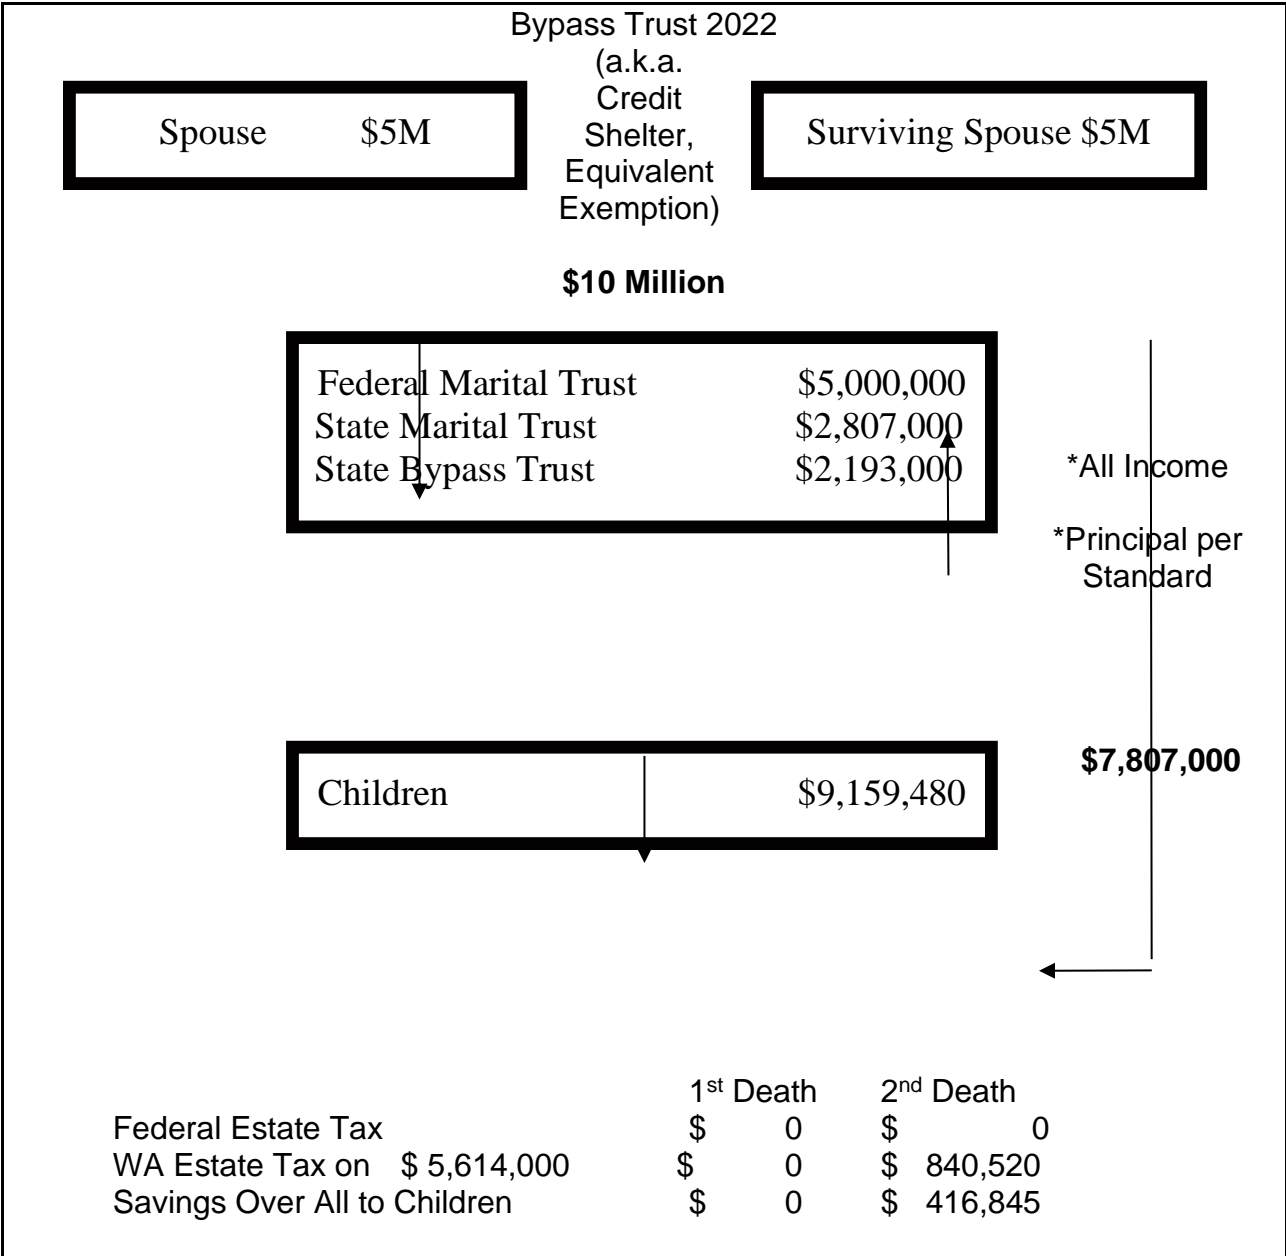 Bypass Trust 2022
(a.k.a.
Credit
Shelter,
Equivalent
Exemption)
Spouse $5M
Surviving Spouse $5M
$10 Million
Federal Marital Trust $5,000,000
State Marital Trust $2,807,000
State Bypass Trust $2,193,000
*All Income
*Principal per
Standard
$7,807,000
Children $9,159,480
1st Death 2nd Death
Federal Estate Tax $ 0 $ 0
WA Estate Tax on $ 5,614,000 $ 0 $ 840,520
Savings Over All to Children $ 0 $ 416,845